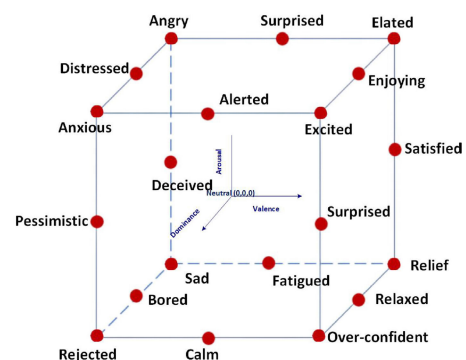 Angry
Surprised
Elated
Distressed
Enjoying
Alerted
Anxious
Excited
Arousal
Satisfied
Deceived
Neutral (0,0,0)
Valence
Pessimistic
Surprised
Dominance
Sad
Fatigued
Relief
Bored
Relaxed
Rejected
Calm
Over-confident